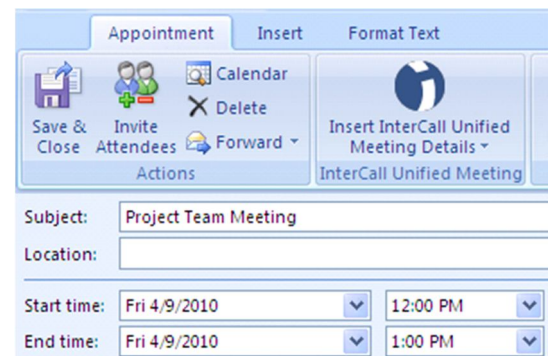 Appointment Insert Format Text
Save & Close
Invite Attendees
Calendar
Delete
Forward
Actions
Insert InterCall Unified
Meeting Details
InterCall Unified Meeting
Subject: Project Team Meeting
Location:
Start time: Fri 4/9/2010 12:00 PM
End time: Fri 4/9/2010 1:00 PM